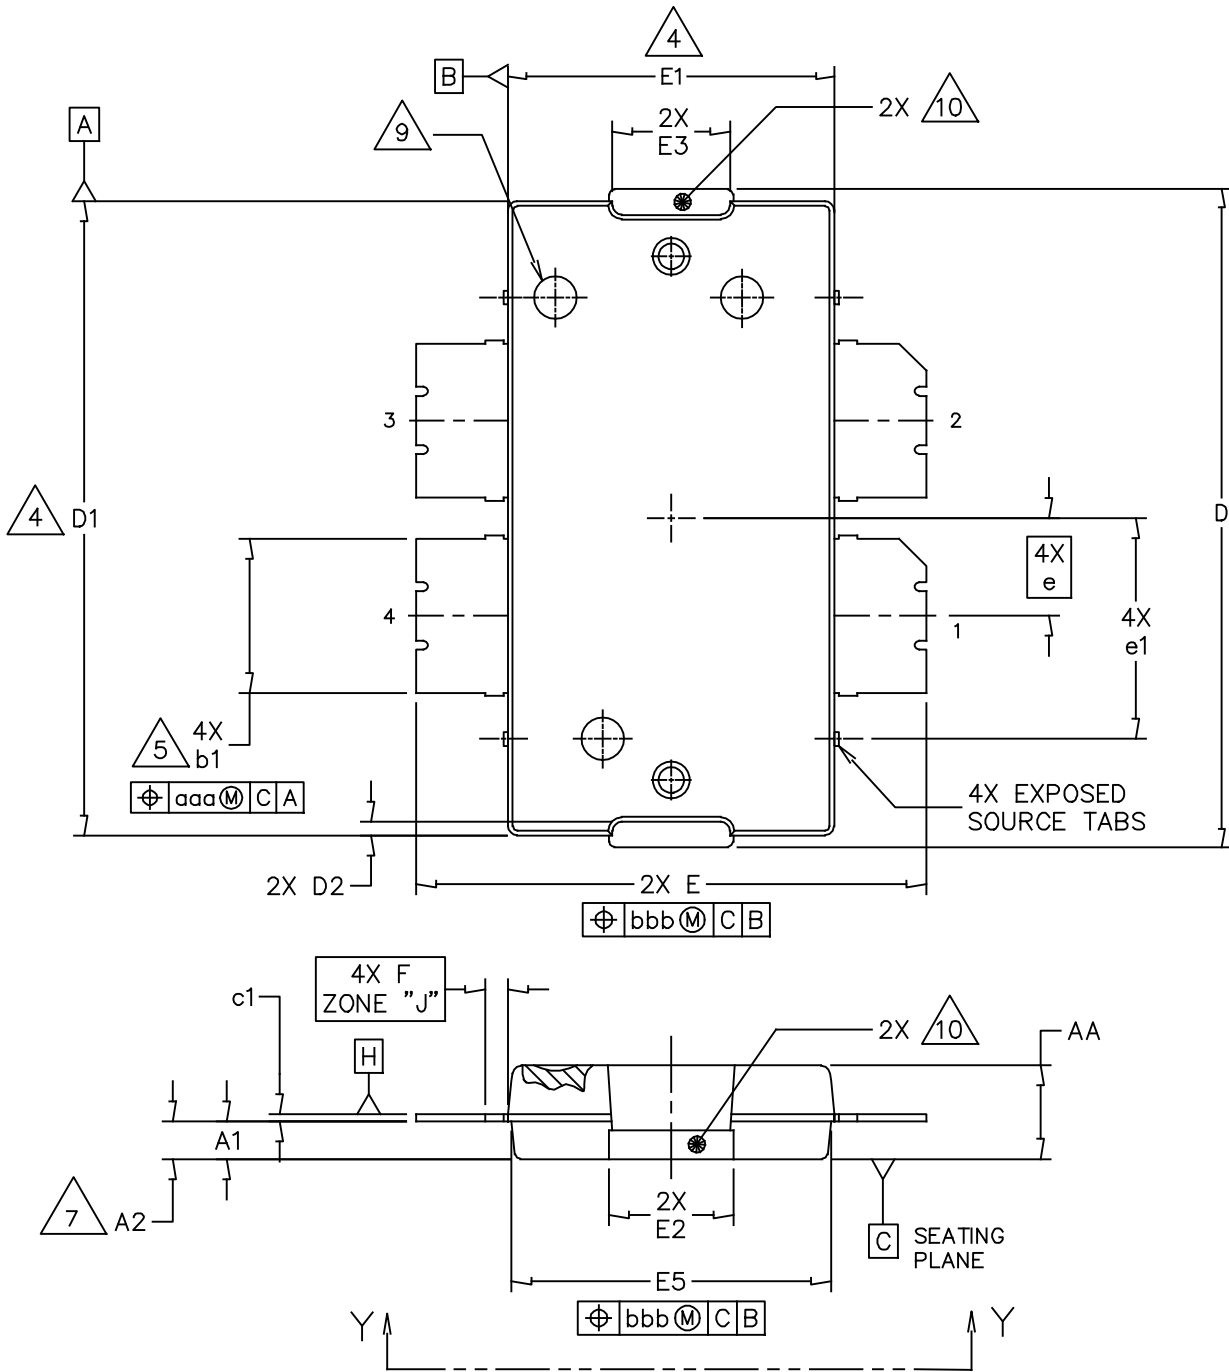 4
B
E1
2X
E3
2X 10
A
9
3
2
4
D1
D
4X
e
4X
e1
4
1
5
4X
b1
⌖ aaa Ⓜ C A
4X EXPOSED
SOURCE TABS
2X D2
2X E
⌖ bbb Ⓜ C B
4X F
ZONE "J"
c1
H
2X 10
AA
A1
7
A2
2X
E2
C
SEATING
PLANE
E5
⌖ bbb Ⓜ C B
Y
Y